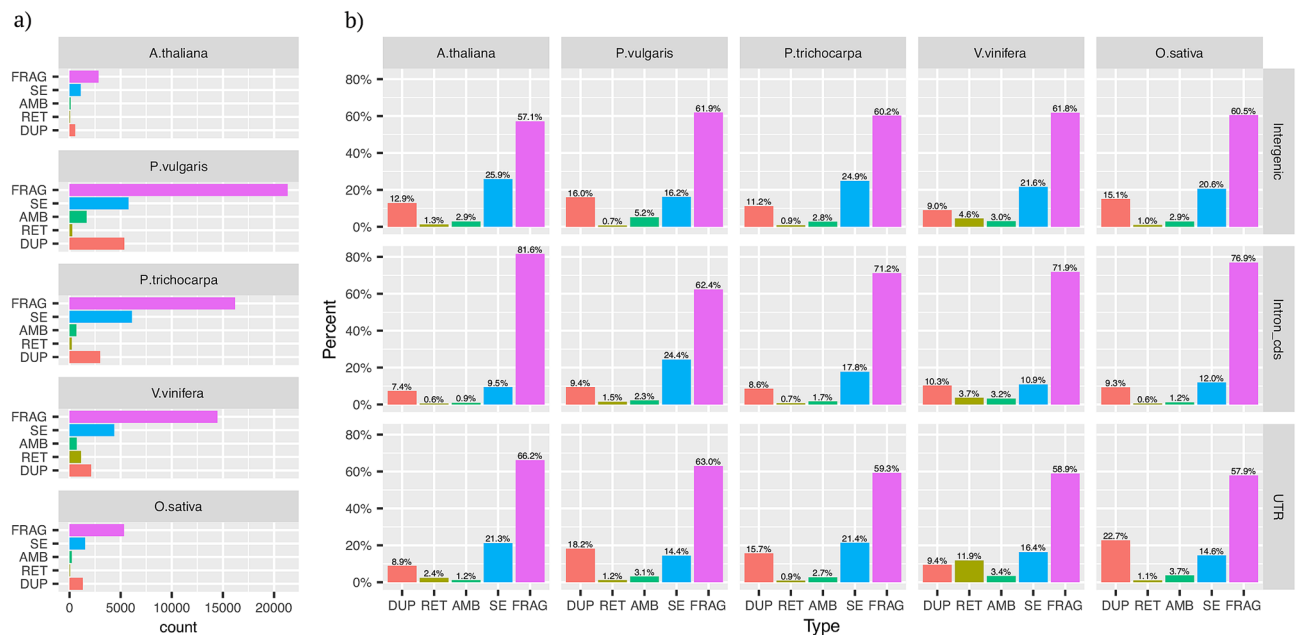 a)
A.thaliana
FRAG
SE
AMB
RET
DUP
P.vulgaris
FRAG
SE
AMB
RET
DUP
P.trichocarpa
FRAG
SE
AMB
RET
DUP
V.vinifera
FRAG
SE
AMB
RET
DUP
O.sativa
FRAG
SE
AMB
RET
DUP
0 5000 10000 15000 20000
count
b)
A.thaliana P.vulgaris P.trichocarpa V.vinifera O.sativa
Percent
80%
60%
40%
20%
0%
12.9% 1.3% 2.9% 25.9% 57.1%
16.0% 0.7% 5.2% 16.2% 61.9%
11.2% 0.9% 2.8% 24.9% 60.2%
9.0% 4.6% 3.0% 21.6% 61.8%
15.1% 1.0% 2.9% 20.6% 60.5%
Intergenic
80%
60%
40%
20%
0%
7.4% 0.6% 0.9% 9.5% 81.6%
9.4% 1.5% 2.3% 24.4% 62.4%
8.6% 0.7% 1.7% 17.8% 71.2%
10.3% 3.7% 3.2% 10.9% 71.9%
9.3% 0.6% 1.2% 12.0% 76.9%
Intron_cds
80%
60%
40%
20%
0%
8.9% 2.4% 1.2% 21.3% 66.2%
18.2% 1.2% 3.1% 14.4% 63.0%
15.7% 0.9% 2.7% 21.4% 59.3%
9.4% 11.9% 3.4% 16.4% 58.9%
22.7% 1.1% 3.7% 14.6% 57.9%
UTR
DUP RET AMB SE FRAG DUP RET AMB SE FRAG DUP RET AMB SE FRAG DUP RET AMB SE FRAG DUP RET AMB SE FRAG
Type